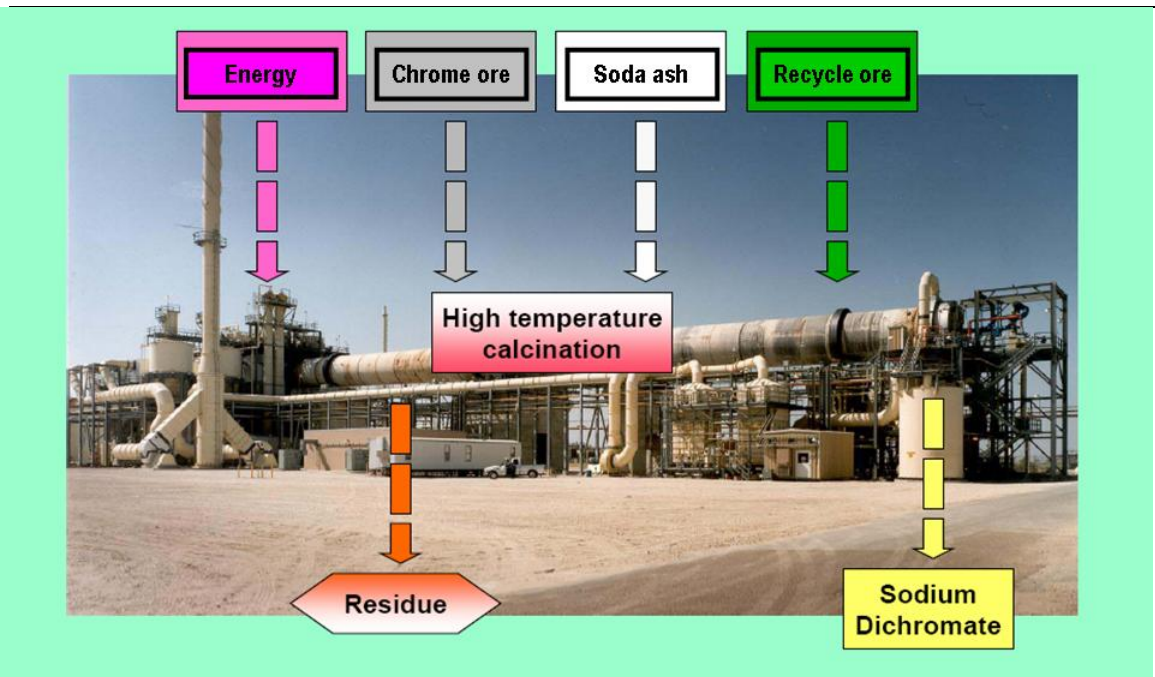 Energy
Chrome ore
Soda ash
Recycle ore
High temperature
calcination
Residue
Sodium
Dichromate